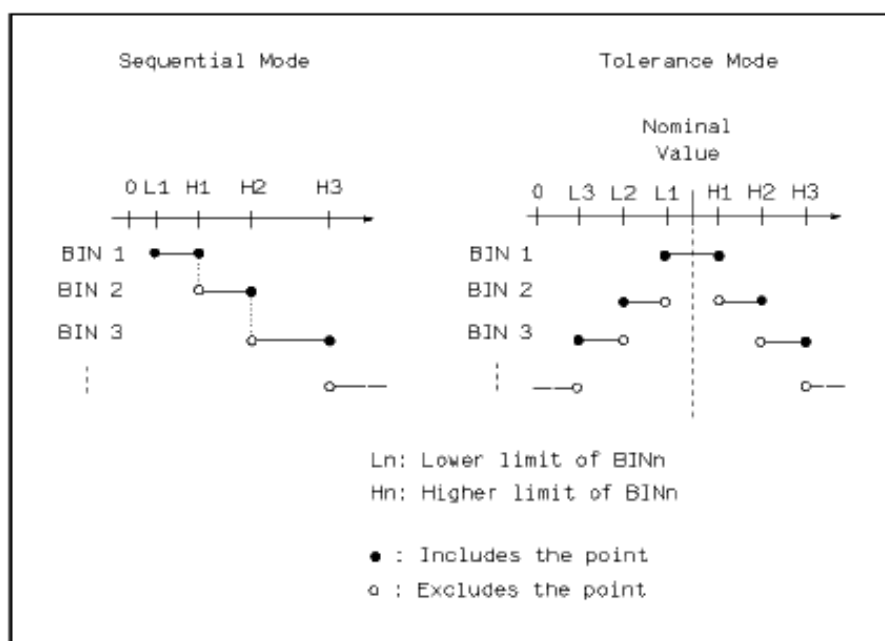 Sequential Mode
Tolerance Mode
Nominal
Value
0 L1 H1 H2 H3
0 L3 L2 L1 H1 H2 H3
BIN 1
BIN 2
BIN 3
BIN 1
BIN 2
BIN 3
Ln: Lower limit of BINn
Hn: Higher limit of BINn
: Includes the point
: Excludes the point